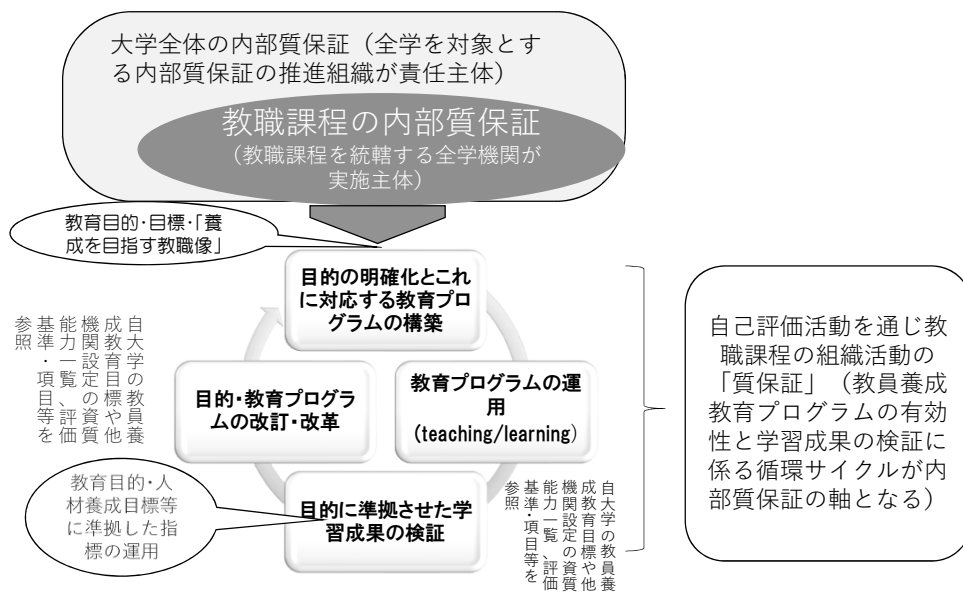 大学全体の内部質保証（全学を対象とす
る内部質保証の推進組織が責任主体）
教職課程の内部質保証
（教職課程を統轄する全学機関が
実施主体）
教育目的・目標・「養
成を目指す教職像」
目的の明確化とこれ
に対応する教育プロ
グラムの構築
自大学の教員養
成教育目標や他
機関設定の資質
能力一覧、評価
基準・項目等を
参照
目的・教育プログラ
ムの改訂・改革
教育プログラムの運
用
(teaching/learning)
自己評価活動を通じ教
職課程の組織活動の
「質保証」（教員養成
教育プログラムの有効
性と学習成果の検証に
係る循環サイクルが内
部質保証の軸となる）
教育目的・人
材養成目標等
に準拠した指
標の運用
目的に準拠させた学
習成果の検証
自大学の教員養
成教育目標や他
機関設定の資質
能力一覧、評価
基準・項目等を
参照